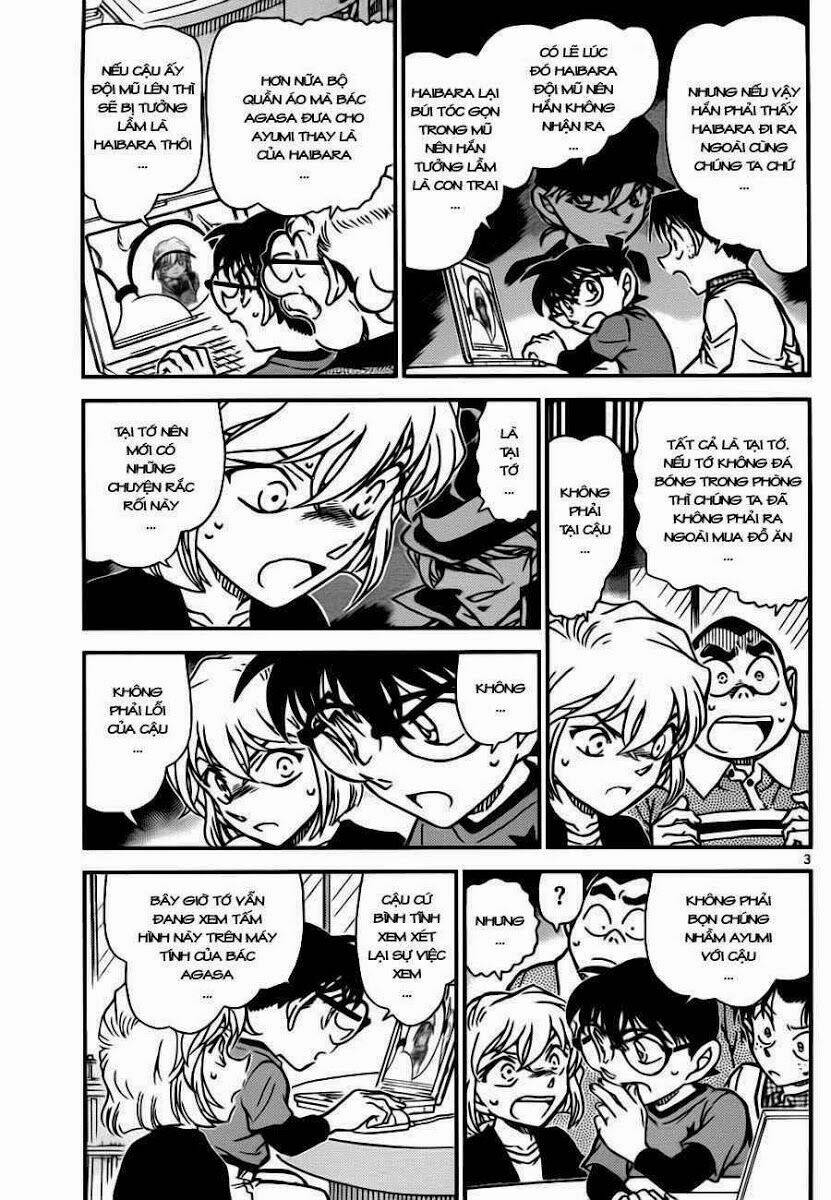 NHƯNG NẾU VẬY
HẮN PHẢI THẤY
HAIBARA ĐI RA
NGOÀI CÙNG
CHÚNG TA CHỨ
...
CÓ LẼ LÚC
ĐÓ HAIBARA
ĐỘI MŨ NÊN
HẮN KHÔNG
NHẬN RA
...
HAIBARA LẠI
BÚI TÓC GỌN
TRONG MŨ
NÊN HẮN
TƯỞNG LẦM
LÀ CON TRAI
...
HƠN NỮA BỘ
QUẦN ÁO MÀ BÁC
AGASA ĐƯA CHO
AYUMI THAY LÀ
CỦA HAIBARA
...
NẾU CẬU ẤY
ĐỘI MŨ LÊN THÌ
SẼ BỊ TƯỞNG
LẦM LÀ
HAIBARA THÔI
...
TẤT CẢ LÀ TẠI TỚ.
NẾU TỚ KHÔNG ĐÁ
BÓNG TRONG PHÒNG
THÌ CHÚNG TA ĐÃ
KHÔNG PHẢI RA
NGOÀI MUA ĐỒ ĂN
...
KHÔNG
PHẢI
TẠI CẬU
...
LÀ
TẠI
TỚ
...
TẠI TỚ NÊN
MỚI CÓ
NHỮNG
CHUYỆN RẮC
RỐI NÀY
...
KHÔNG
...
KHÔNG
PHẢI LỖI
CỦA CẬU
...
3
KHÔNG PHẢI
BỌN CHÚNG
NHẦM AYUMI
VỚI CẬU
...
?
NHƯNG
...
CẬU CỨ
BÌNH TĨNH
XEM XÉT
LẠI SỰ VIỆC
XEM
...
BÂY GIỜ TỚ VẪN
ĐANG XEM TẤM
HÌNH NÀY TRÊN MÁY
TÍNH CỦA BÁC
AGASA
...